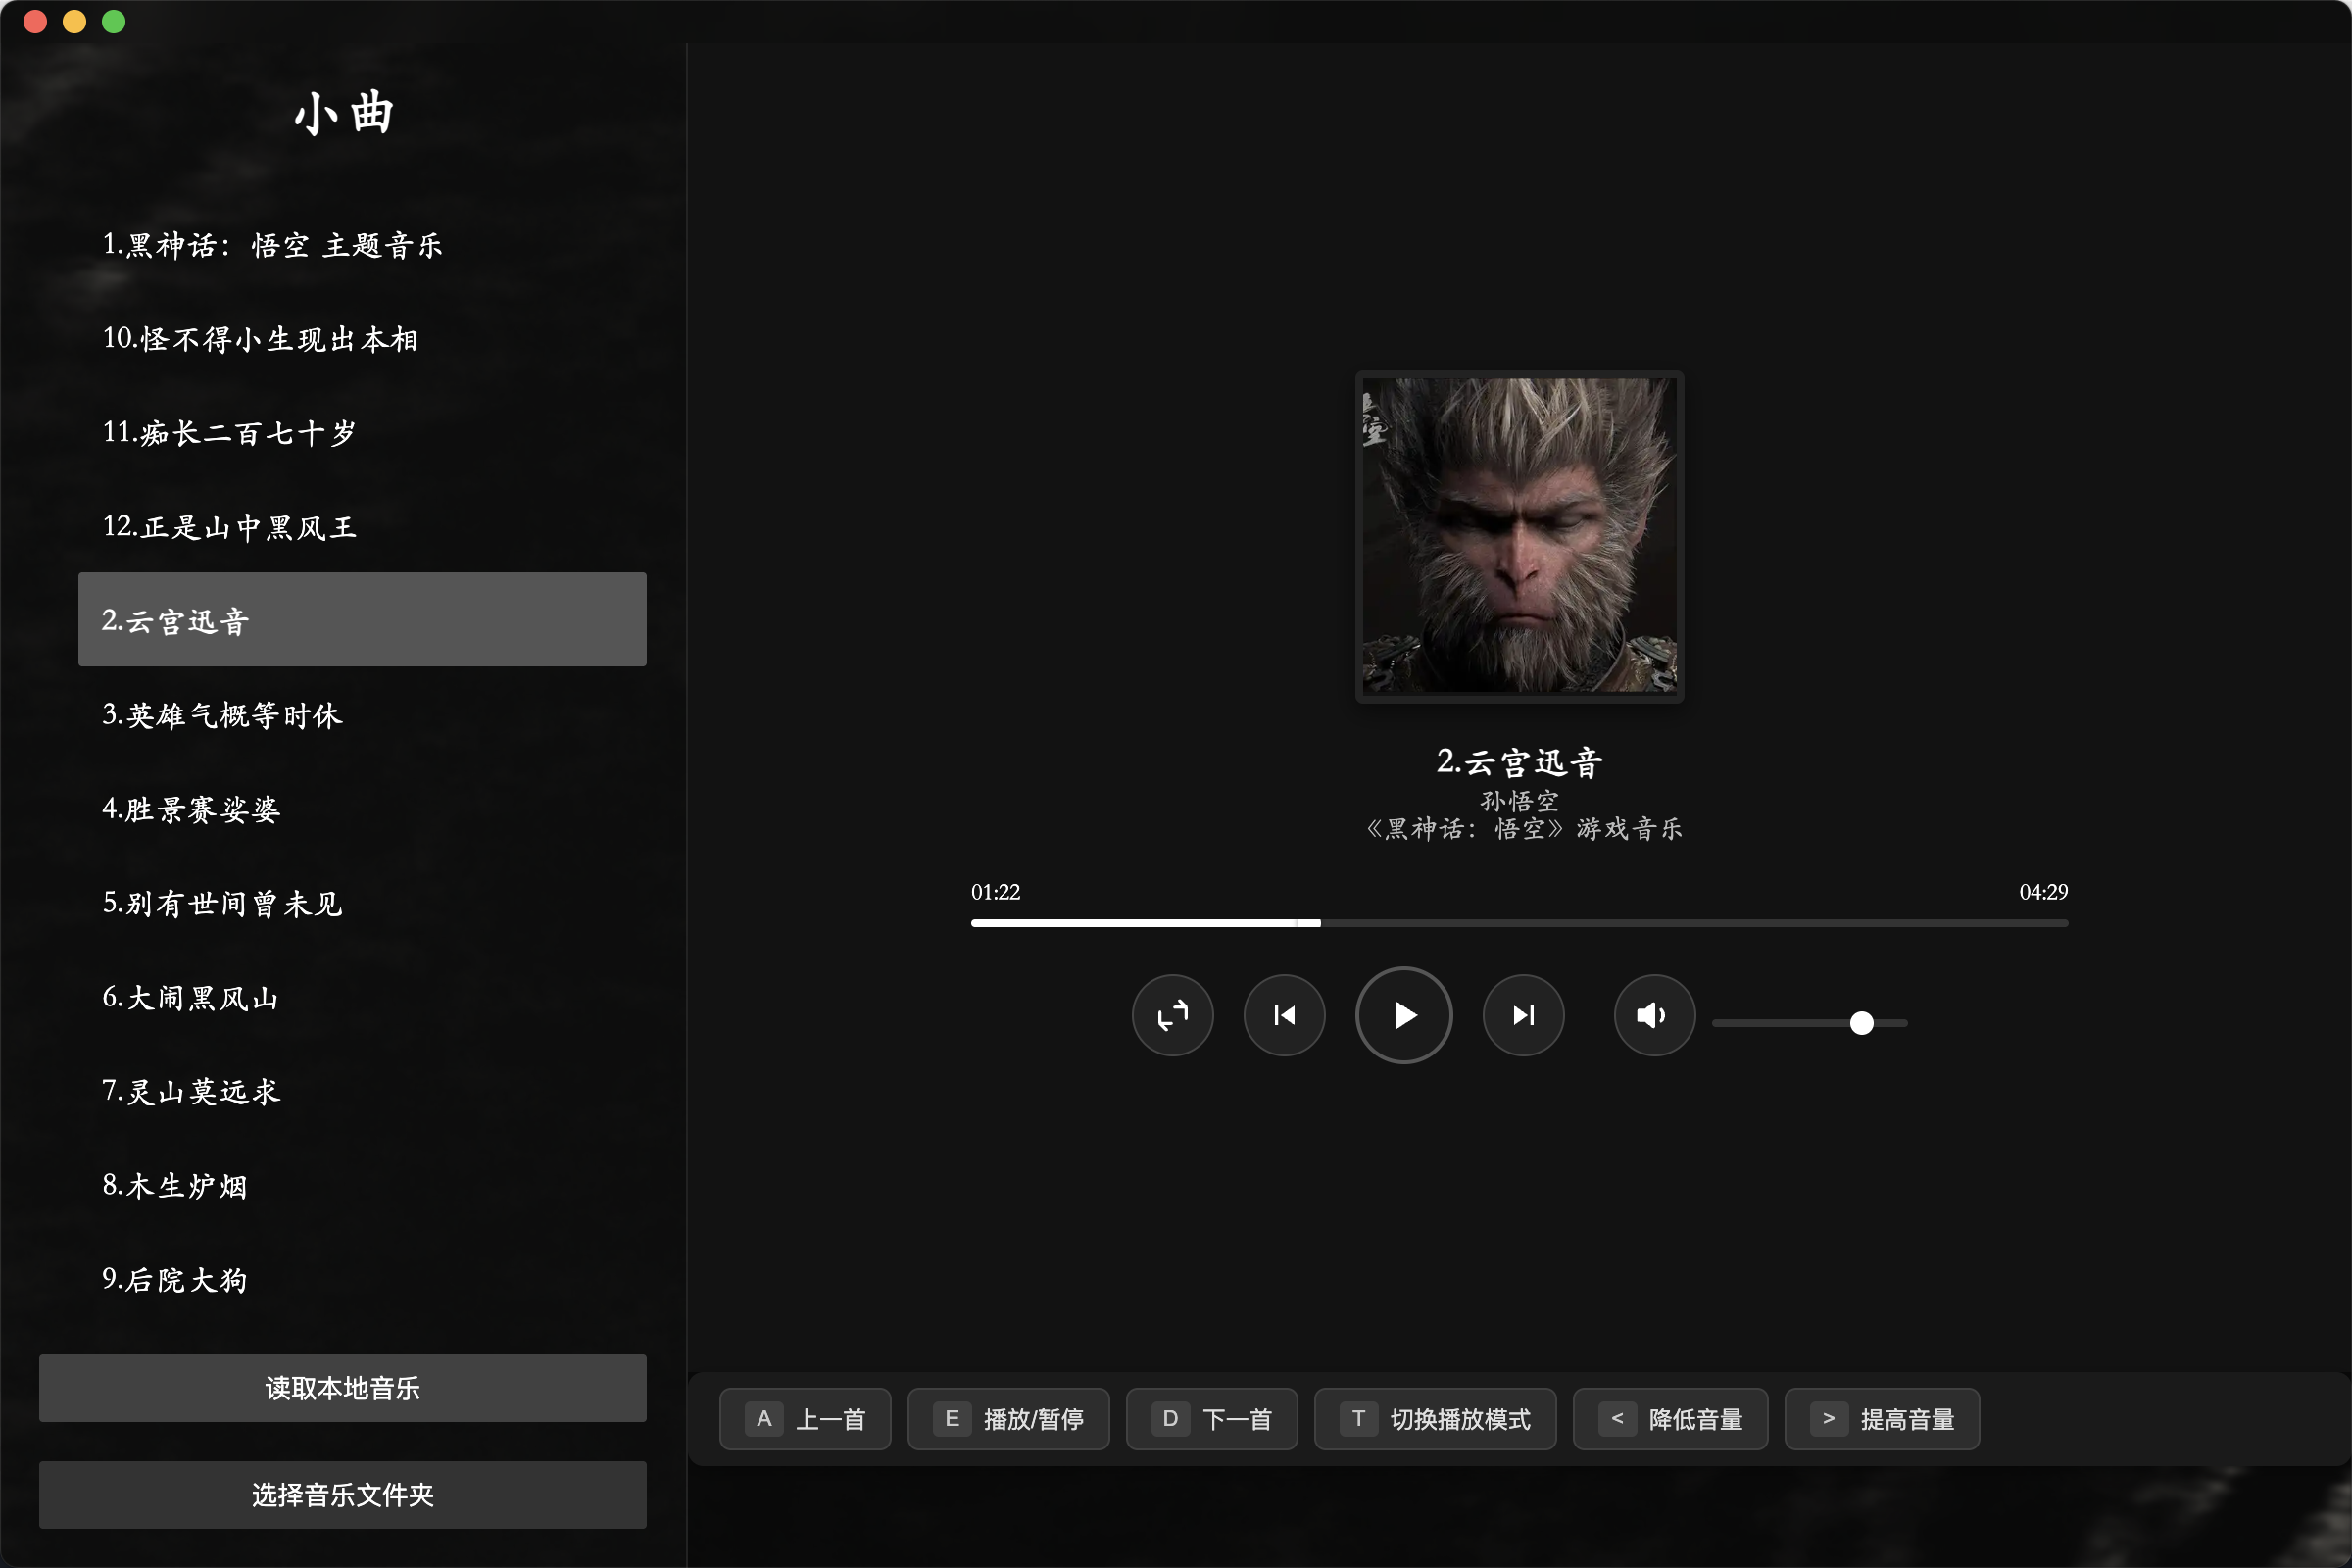 小曲
1.黑神话：悟空 主题音乐
10.怪不得小生现出本相
11.痴长二百七十岁
12.正是山中黑风王
2.云宫迅音
3.英雄气概等时休
4.胜景赛娑婆
5.别有世间曾未见
6.大闹黑风山
7.灵山莫远求
8.木生炉烟
9.后院大狗
读取本地音乐
选择音乐文件夹
空
2.云宫迅音
孙悟空
《黑神话：悟空》游戏音乐
01:22 04:29
A 上一首 E 播放/暂停 D 下一首 T 切换播放模式 < 降低音量 > 提高音量